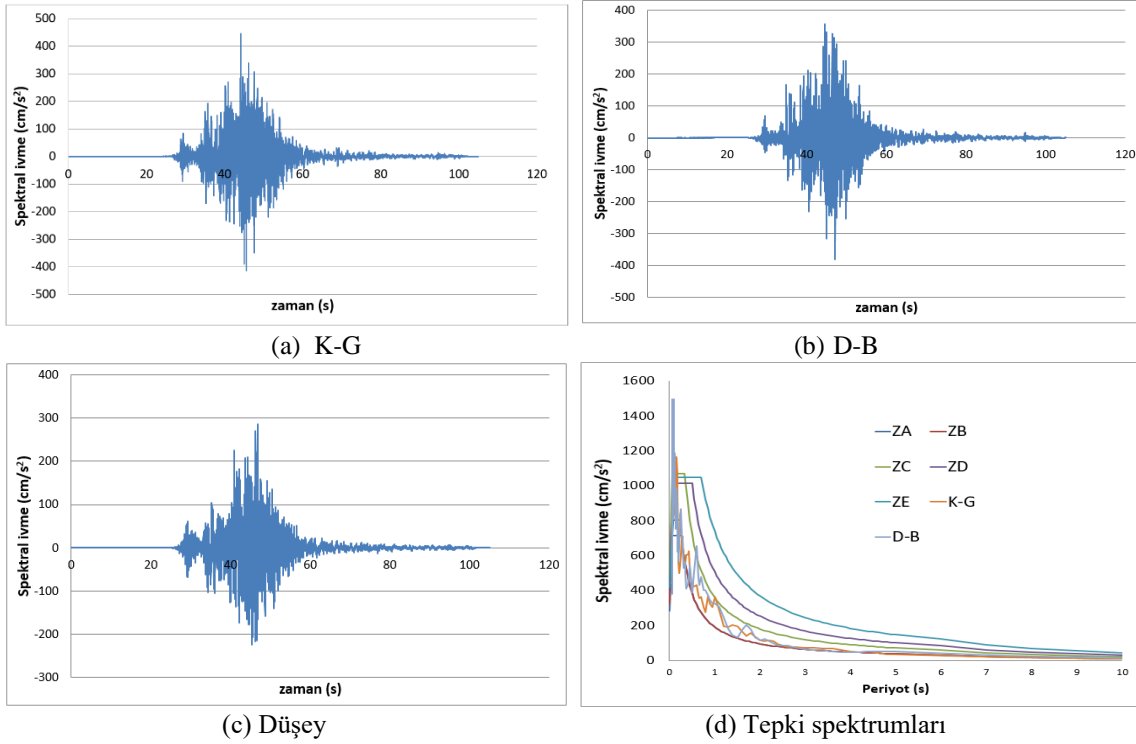 500
400
300
200
100
0
-100
-200
-300
-400
-500
0 20 40 60 80 100 120
Spektral ivme (cm/s²)
zaman (s)
(a) K-G
400
300
200
100
0
-100
-200
-300
-400
-500
0 20 40 60 80 100 120
Spektral ivme (cm/s²)
zaman (s)
(b) D-B
400
300
200
100
0
-100
-200
-300
0 20 40 60 80 100 120
Spektral ivme (cm/s²)
zaman (s)
(c) Düşey
1600
1400
1200
1000
800
600
400
200
0
0 1 2 3 4 5 6 7 8 9 10
Spektral ivme (cm/s²)
Periyot (s)
ZA ZB
ZC ZD
ZE K-G
D-B
(d) Tepki spektrumları